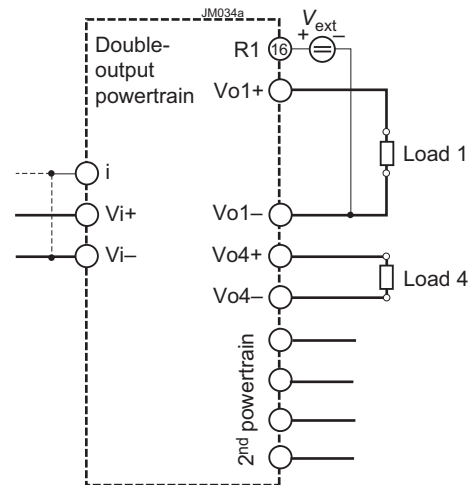 JM034a
Double-
output
powertrain
R1
16
+
Vext
–
Vo1+
Load 1
i
Vi+
Vo1–
Vi–
Vo4+
Load 4
Vo4–
2nd powertrain